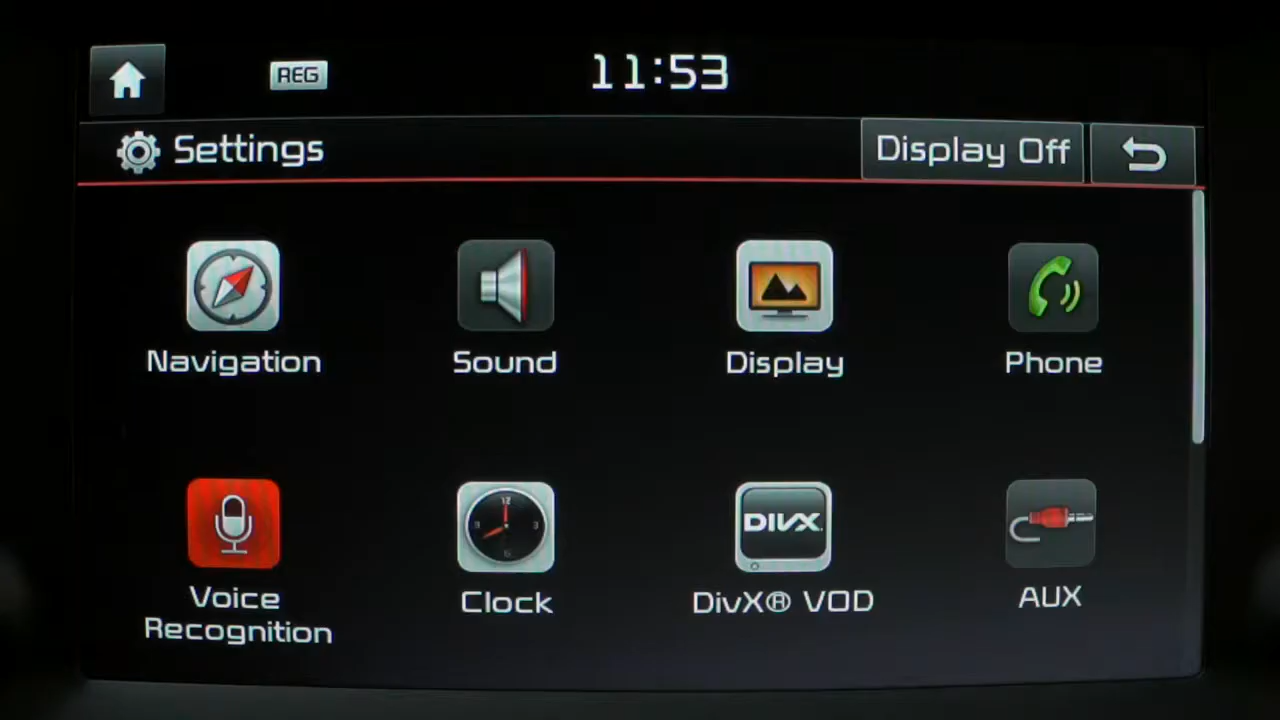 REG
11:53
Settings
Display Off
Navigation
Sound
Display
Phone
DIVX
Voice
Recognition
Clock
DivX® VOD
AUX